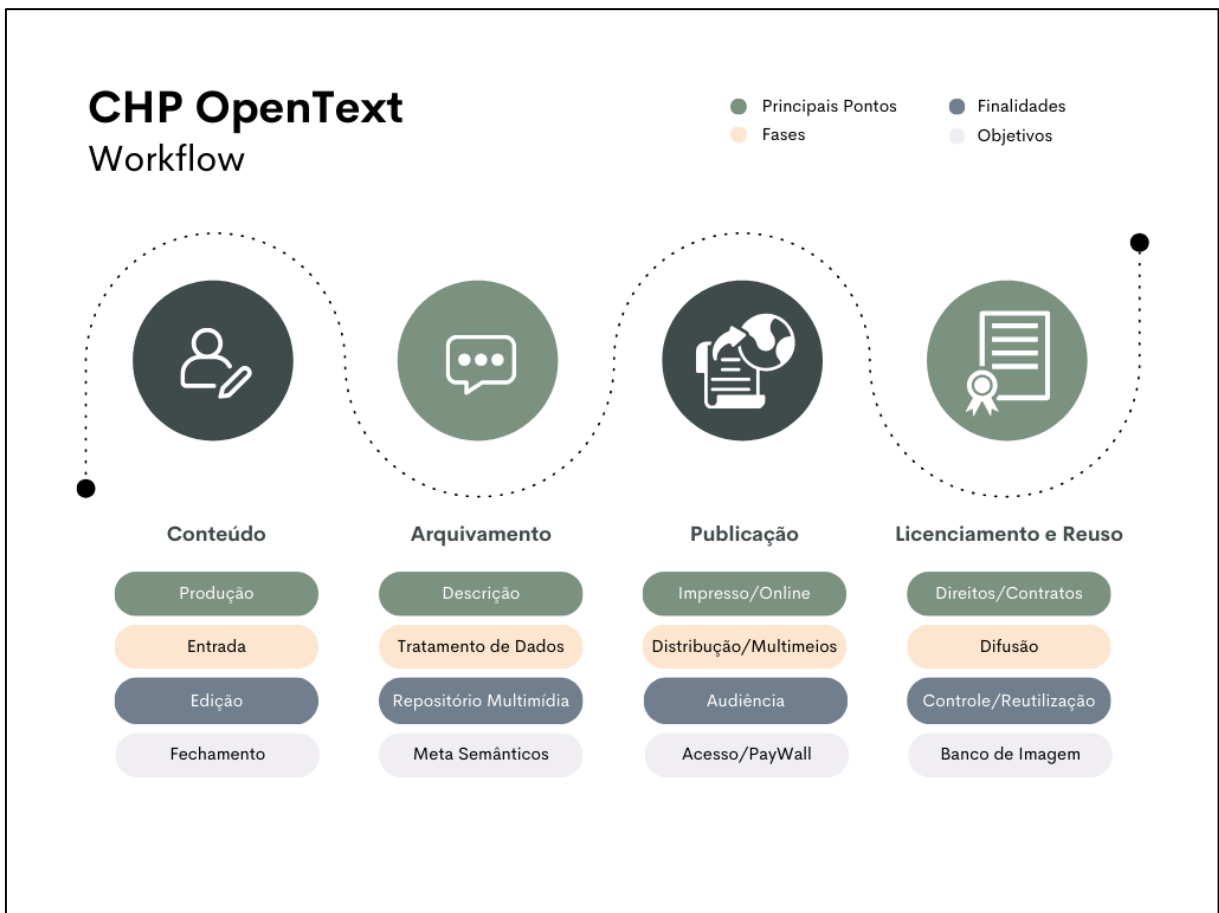 CHP OpenText
Workflow
Principais Pontos
Finalidades
Fases
Objetivos
Conteúdo
Arquivamento
Publicação
Licenciamento e Reuso
Produção
Descrição
Impresso/Online
Direitos/Contratos
Entrada
Tratamento de Dados
Distribução/Multimeios
Difusão
Edição
Repositório Multimídia
Audiência
Controle/Reutilização
Fechamento
Meta Semânticos
Acesso/PayWall
Banco de Imagem